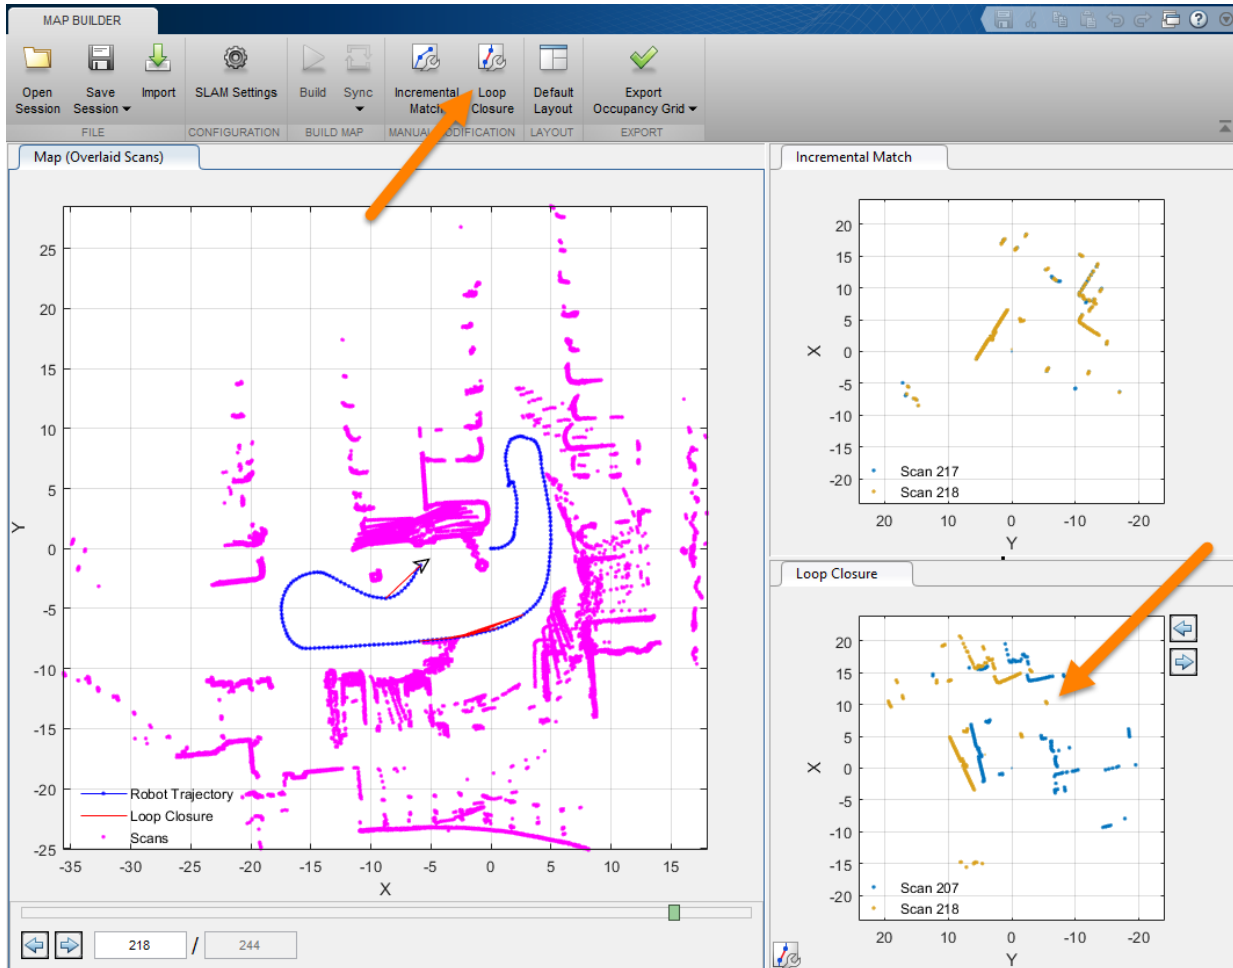 MAP BUILDER
Open Session
Save Session
Import
SLAM Settings
Build
Sync
Incremental Match
Loop Closure
Default Layout
Export Occupancy Grid
FILE
CONFIGURATION
BUILD MAP
MANUAL MODIFICATION
LAYOUT
EXPORT
Map (Overlaid Scans)
25
20
15
10
5
0
-5
-10
-15
-20
-25
Y
Robot Trajectory
Loop Closure
Scans
-35 -30 -25 -20 -15 -10 -5 0 5 10 15
X
218 / 244
Incremental Match
20
15
10
5
0
-5
-10
-15
-20
X
Scan 217
Scan 218
20 10 0 -10 -20
Y
Loop Closure
20
15
10
5
0
-5
-10
-15
-20
X
Scan 207
Scan 218
20 10 0 -10 -20
Y